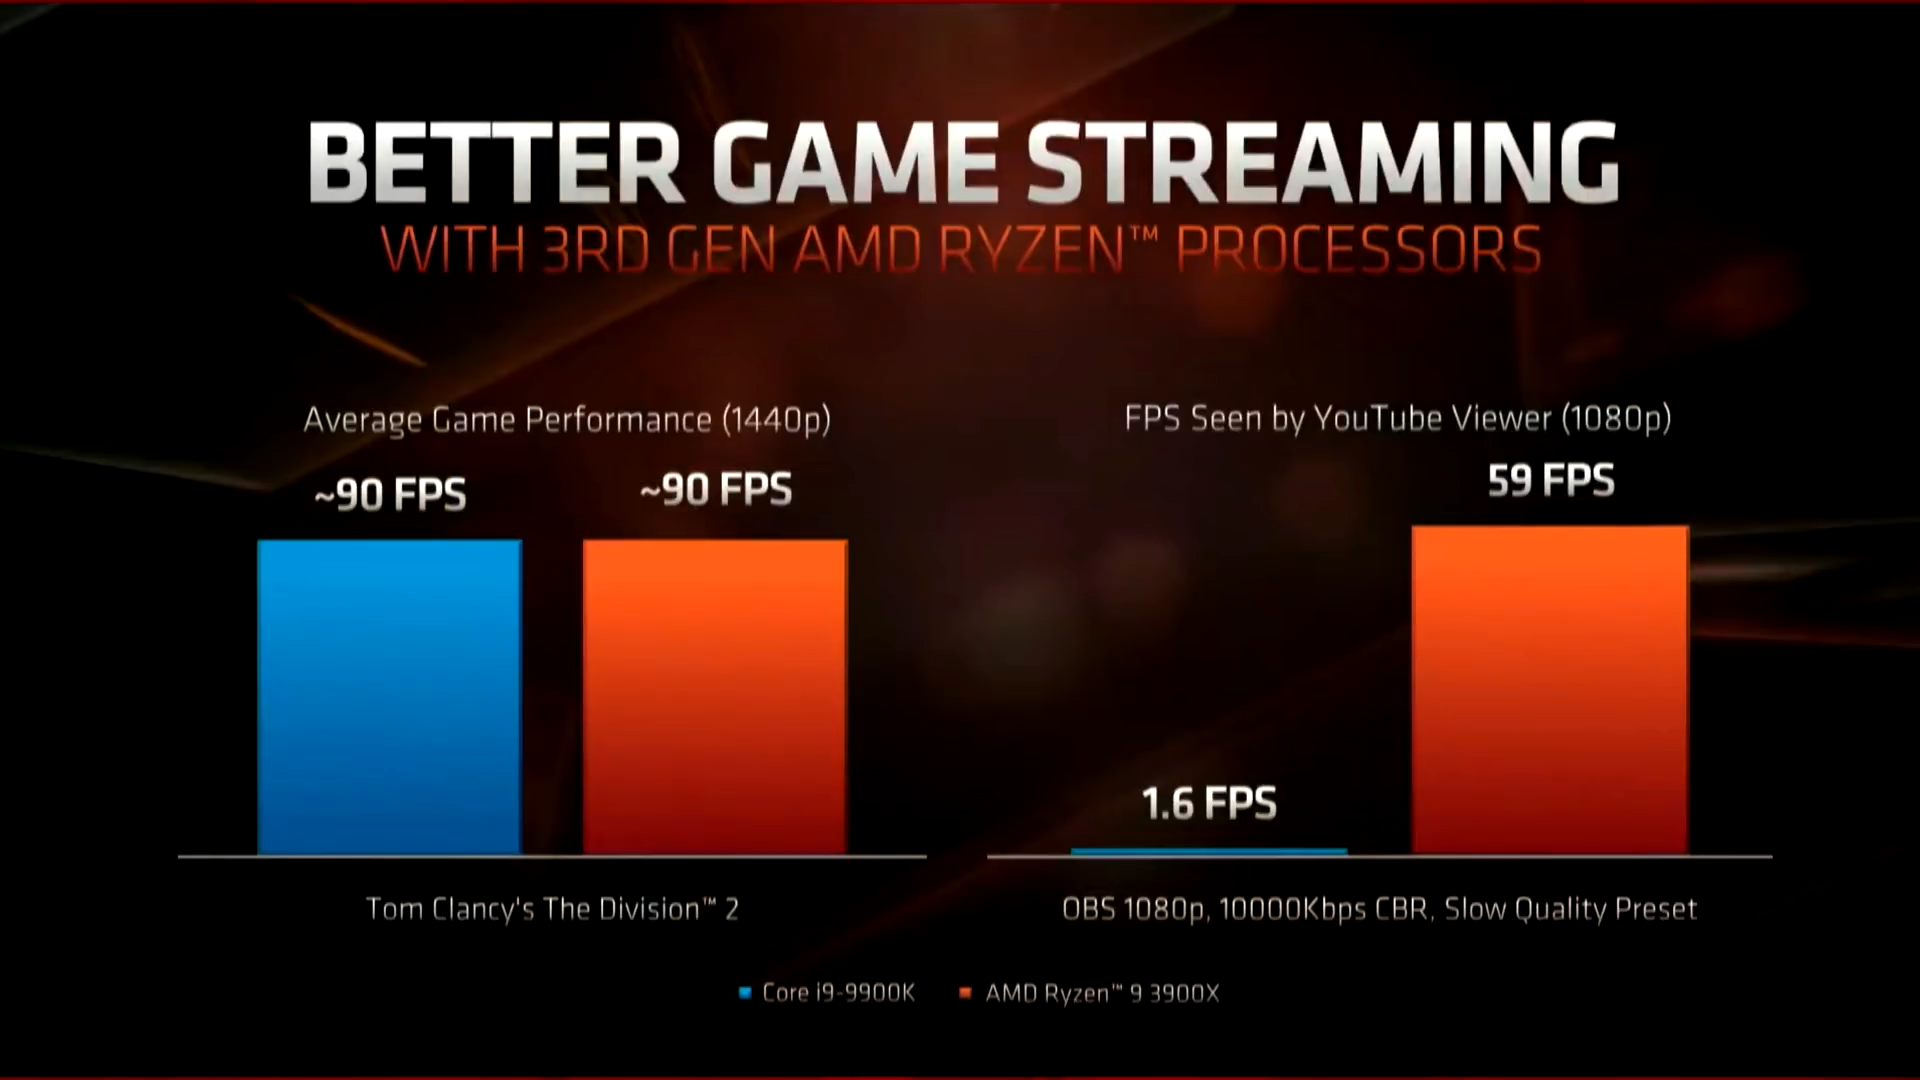 BETTER GAME STREAMING
WITH 3RD GEN AMD RYZEN™ PROCESSORS
Average Game Performance (1440p)
~90 FPS
~90 FPS
Tom Clancy's The Division™ 2
FPS Seen by YouTube Viewer (1080p)
1.6 FPS
59 FPS
OBS 1080p, 10000Kbps CBR, Slow Quality Preset
Core i9-9900K
AMD Ryzen™ 9 3900X